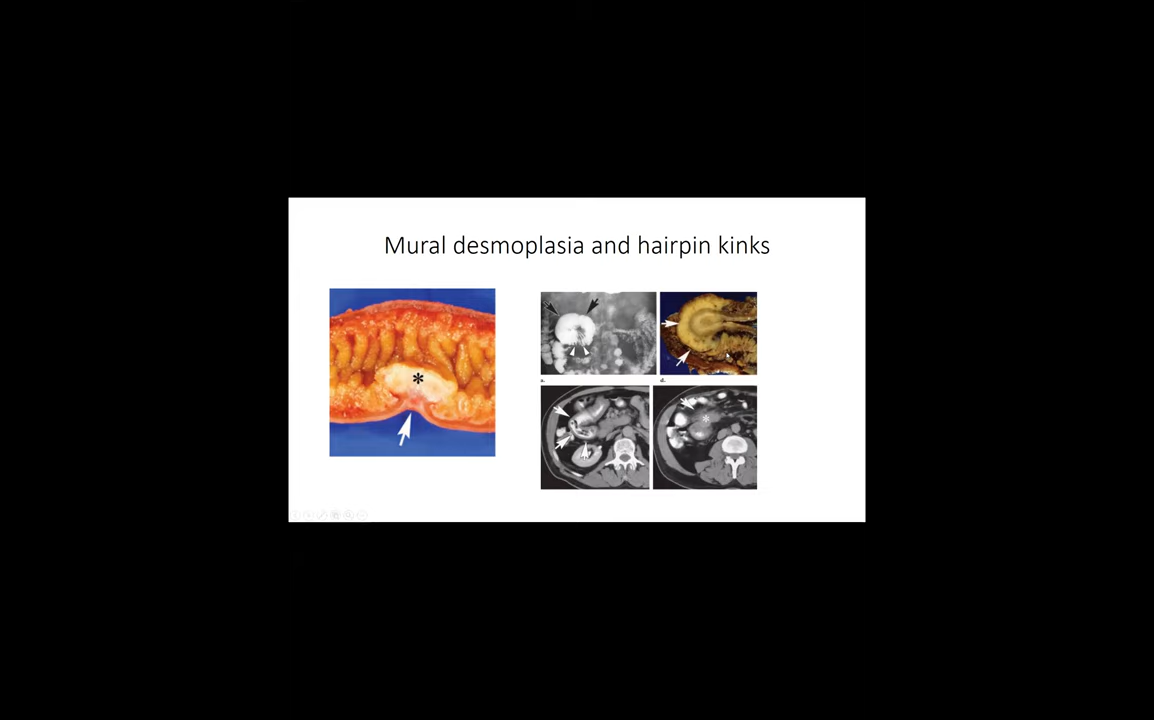 Mural desmoplasia and hairpin kinks
*
*
a.
d.